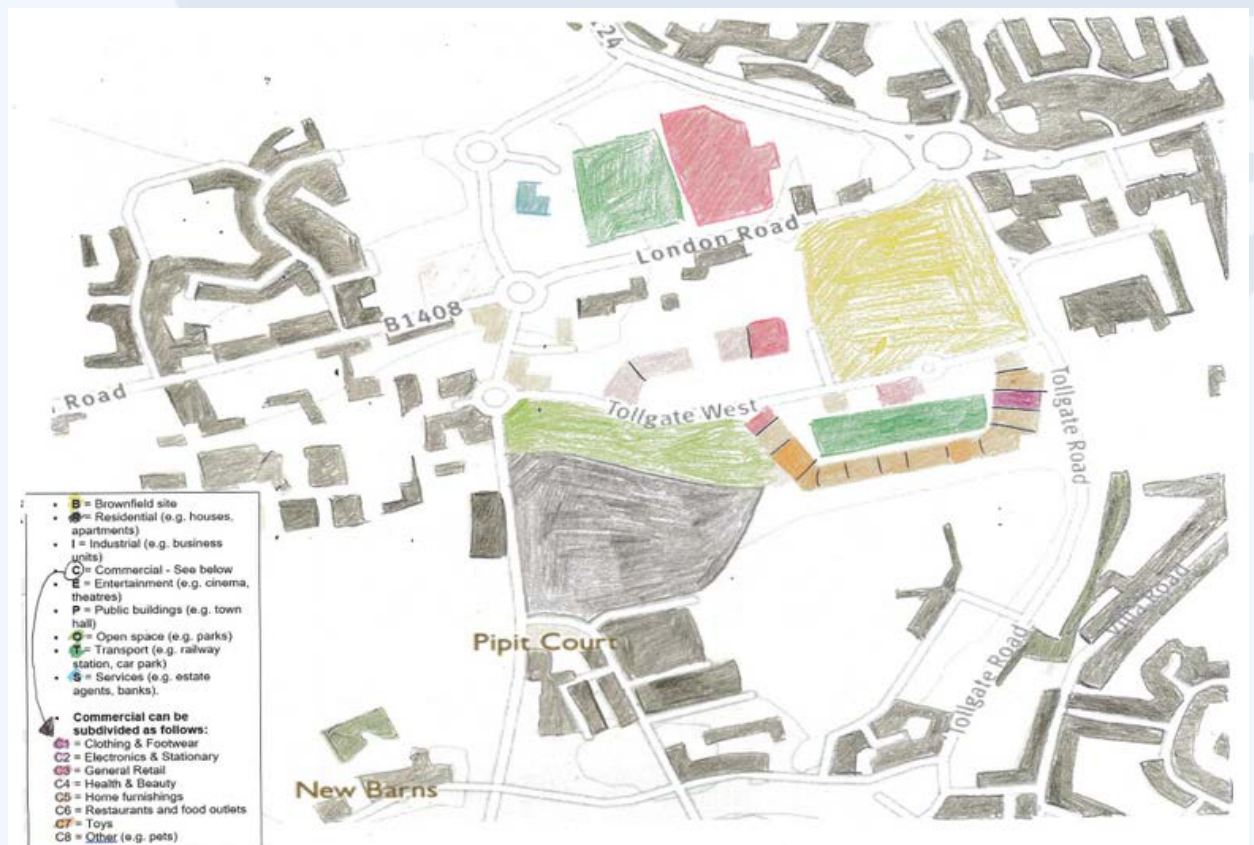 24
London Road
B1408
Road
Tollgate West
Tollgate Road
Villa Road
Tollgate Road
Pipit Court
New Barns
B = Brownfield site
= Residential (e.g. houses,
apartments)
I = Industrial (e.g. business
units)
C = Commercial - See below
E = Entertainment (e.g. cinema,
theatres)
P = Public buildings (e.g. town
hall)
O = Open space (e.g. parks)
T = Transport (e.g. railway
station, car park)
S = Services (e.g. estate
agents, banks).
Commercial can be
subdivided as follows:
C1 = Clothing & Footwear
C2 = Electronics & Stationary
C3 = General Retail
C4 = Health & Beauty
C5 = Home furnishings
C6 = Restaurants and food outlets
C7 = Toys
C8 = Other (e.g. pets)